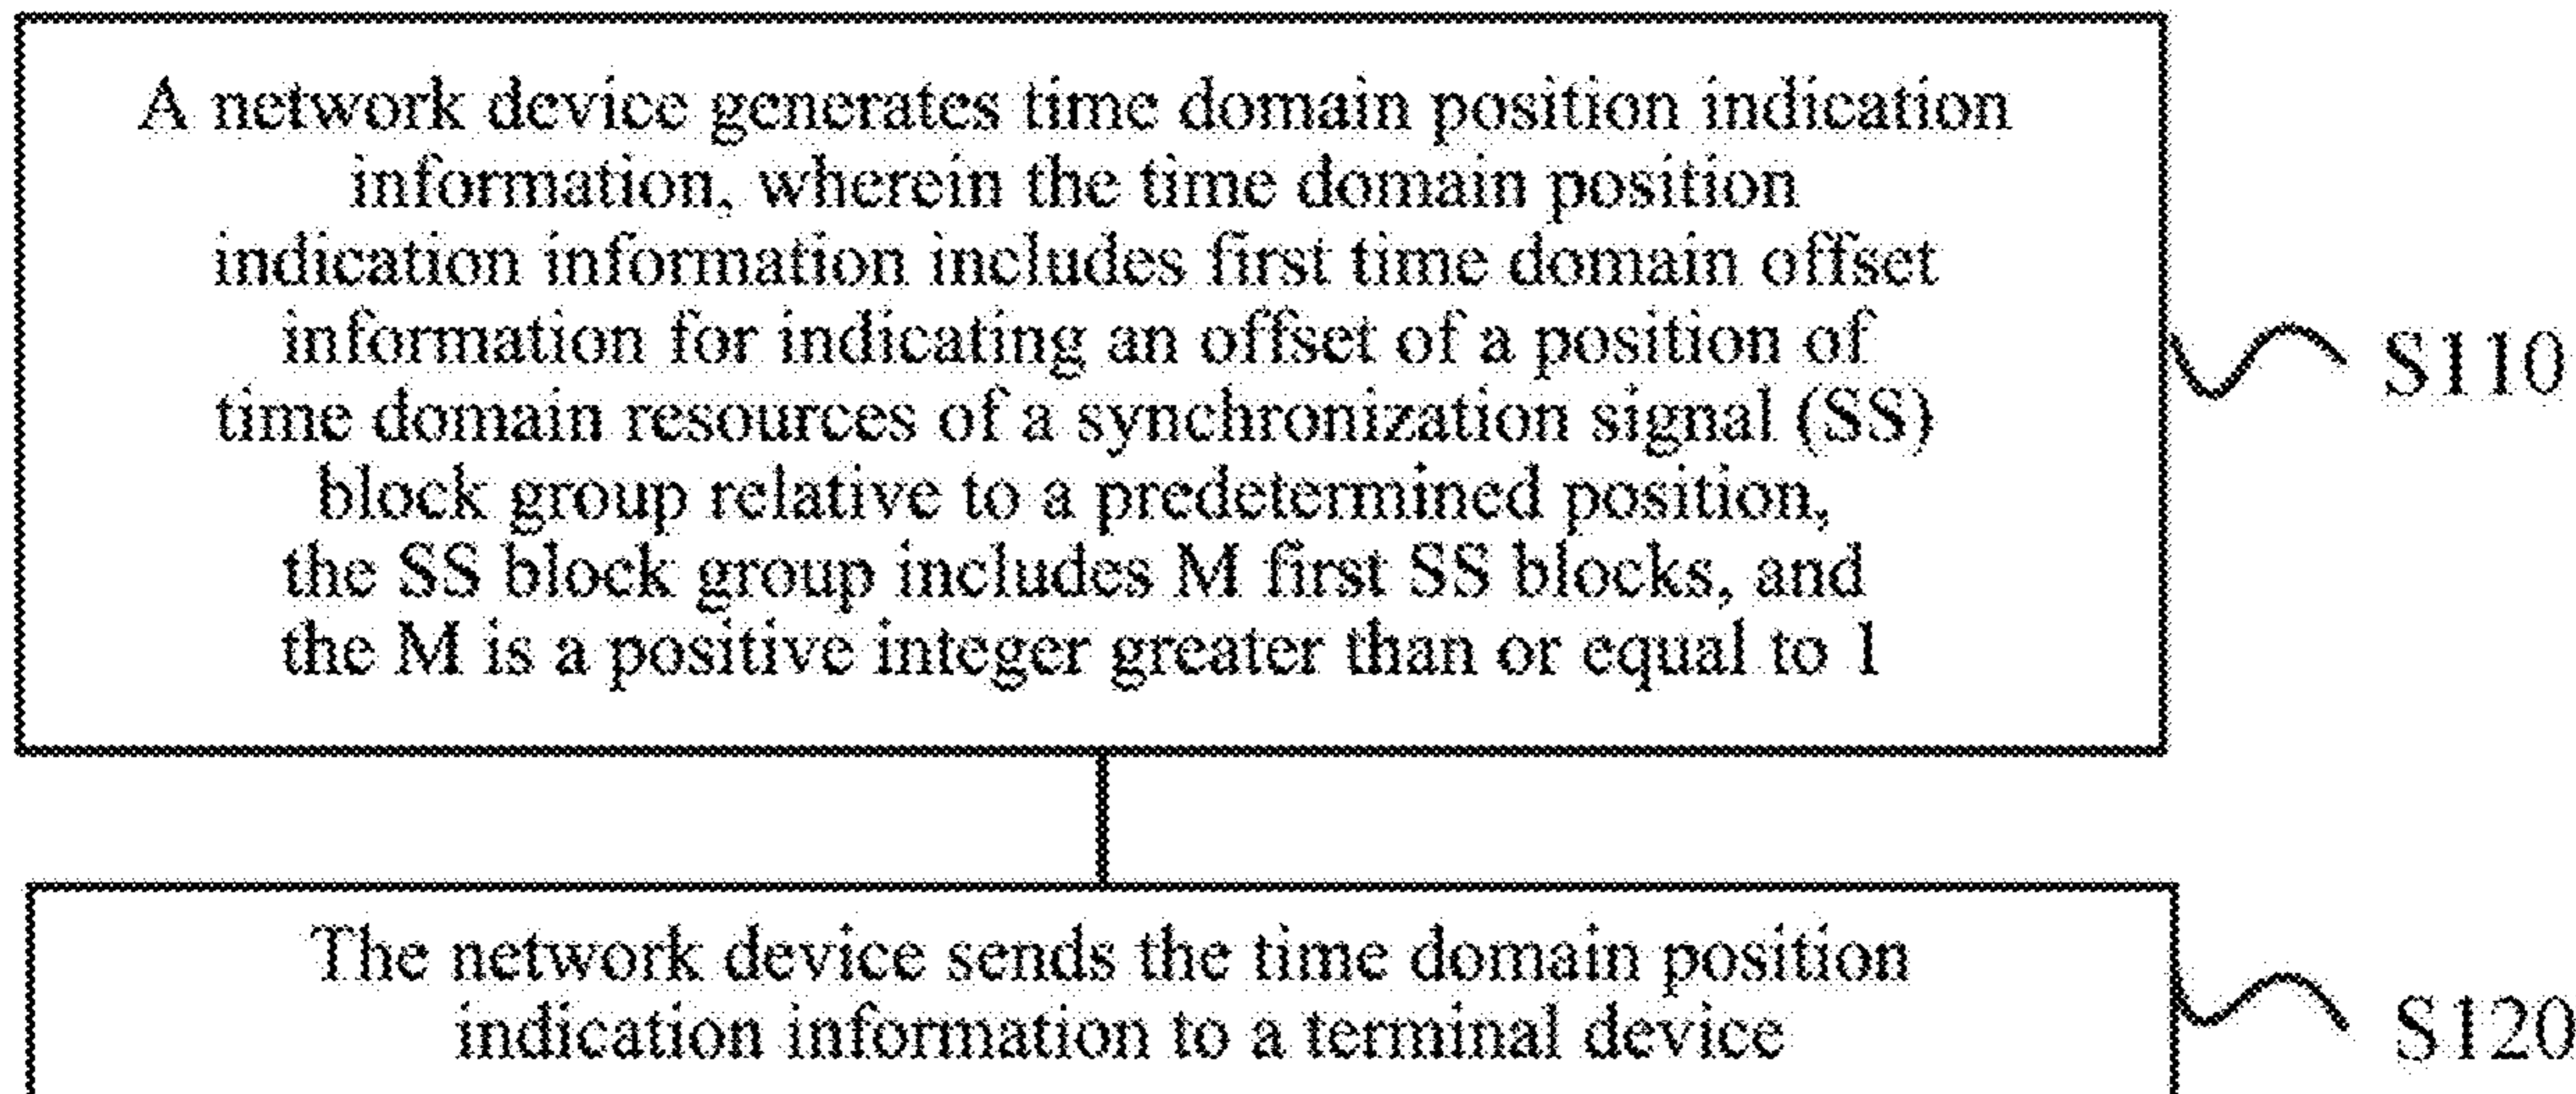 A network device generates time domain position indication
information, wherein the time domain position
indication information includes first time domain offset
information for indicating an offset of a position of
time domain resources of a synchronization signal (SS)
block group relative to a predetermined position,
the SS block group includes M first SS blocks, and
the M is a positive integer greater than or equal to 1
S110
The network device sends the time domain position
indication information to a terminal device
S120